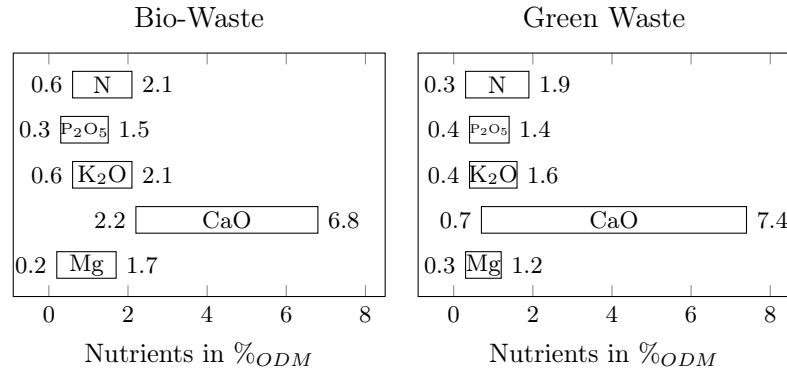 Bio-Waste
0.6 N 2.1
0.3 P₂O₅ 1.5
0.6 K₂O 2.1
2.2 CaO 6.8
0.2 Mg 1.7
0 2 4 6 8
Nutrients in %ODM
Green Waste
0.3 N 1.9
0.4 P₂O₅ 1.4
0.4 K₂O 1.6
0.7 CaO 7.4
0.3 Mg 1.2
0 2 4 6 8
Nutrients in %ODM